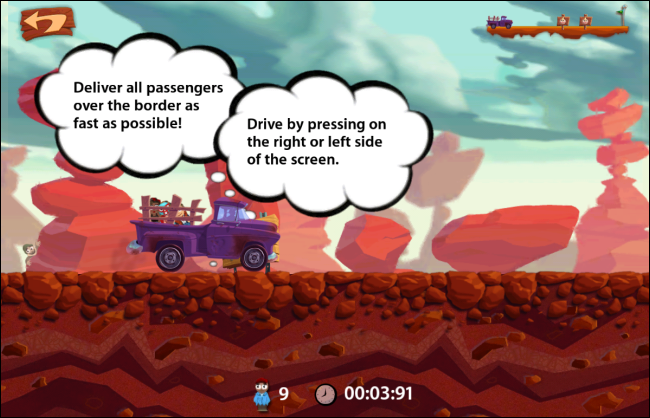 Deliver all passengers
over the border as
fast as possible!
Drive by pressing on
the right or left side
of the screen.
9 00:03:91